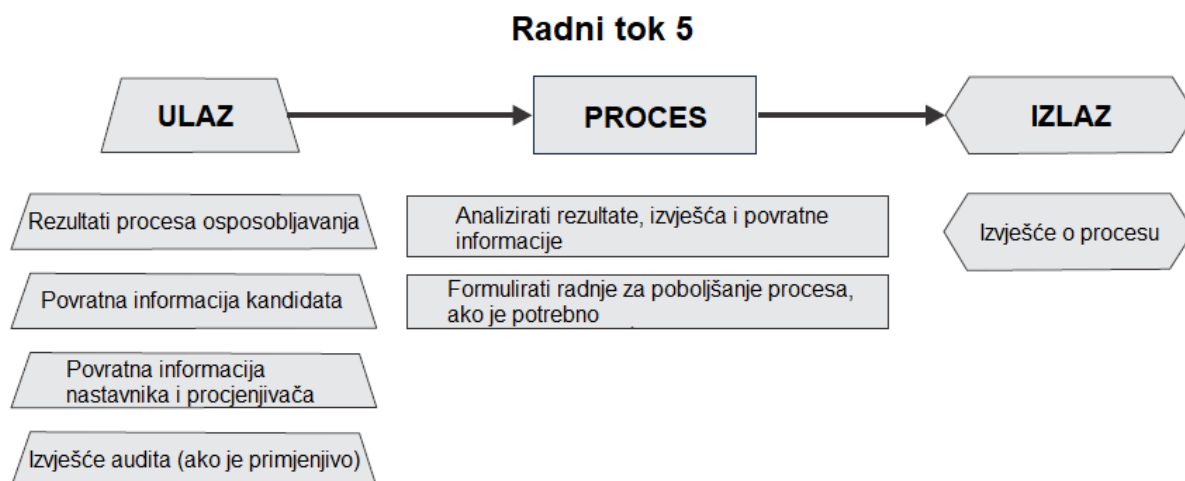 Radni tok 5
ULAZ
PROCES
IZLAZ
Rezultati procesa osposobljavanja
Povratna informacija kandidata
Povratna informacija
nastavnika i procjenjivača
Izvješće audita (ako je primjenjivo)
Analizirati rezultate, izvješća i povratne
informacije
Formulirati radnje za poboljšanje procesa,
ako je potrebno
Izvješće o procesu